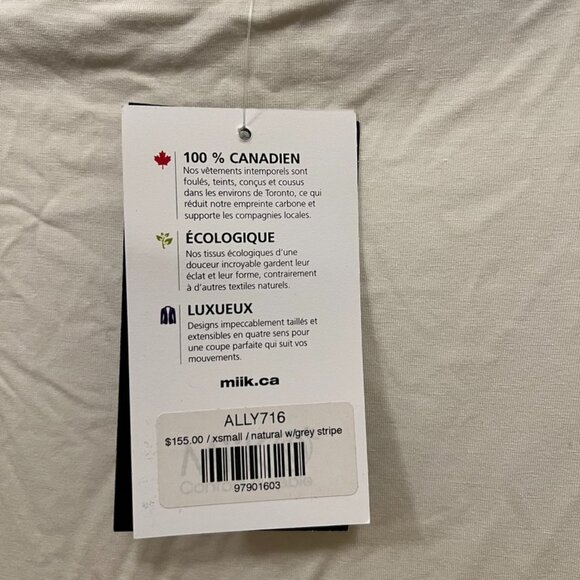 100 % CANADIEN
Nos vêtements intemporels sont
foulés, teints, conçus et cousus
dans les environs de Toronto, ce qui
réduit notre empreinte carbone et
supporte les compagnies locales.
ÉCOLOGIQUE
Nos tissus écologiques d'une
douceur incroyable gardent leur
éclat et leur forme, contrairement
à d'autres textiles naturels.
LUXUEUX
Designs impeccablement taillés et
extensibles en quatre sens pour
une coupe parfaite qui suit vos
mouvements.
miik.ca
ALLY716
$155.00 / xsmall / natural w/grey stripe
97901603